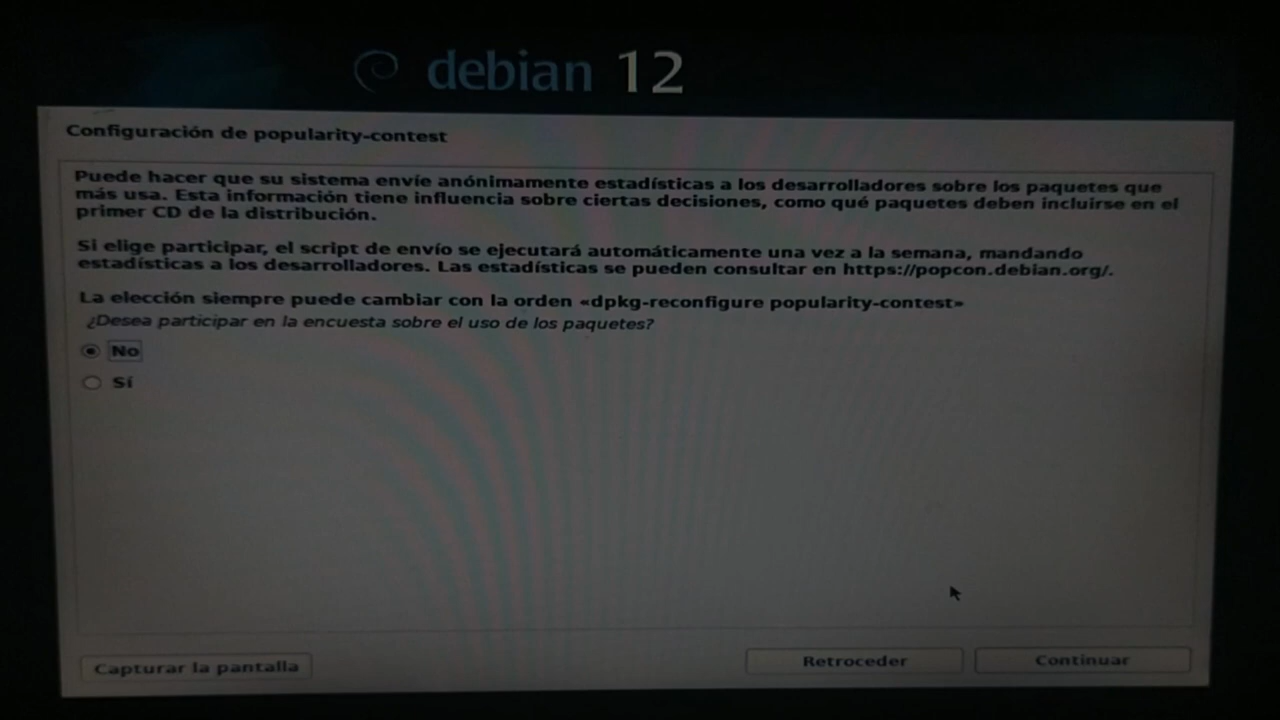 debian 12
Configuración de popularity-contest
Puede hacer que su sistema envíe anónimamente estadísticas a los desarrolladores sobre los paquetes que
más usa. Esta información tiene influencia sobre ciertas decisiones, como qué paquetes deben incluirse en el
primer CD de la distribución.
Si elige participar, el script de envío se ejecutará automáticamente una vez a la semana, mandando
estadísticas a los desarrolladores. Las estadísticas se pueden consultar en https://popcon.debian.org/.
La elección siempre puede cambiar con la orden «dpkg-reconfigure popularity-contest»
¿Desea participar en la encuesta sobre el uso de los paquetes?
No
Sí
Capturar la pantalla
Retroceder
Continuar